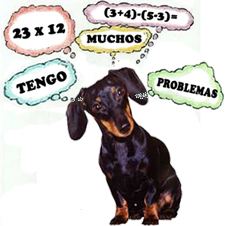 (3+4)-(5-3)=
23 x 12
MUCHOS
TENGO
PROBLEMAS